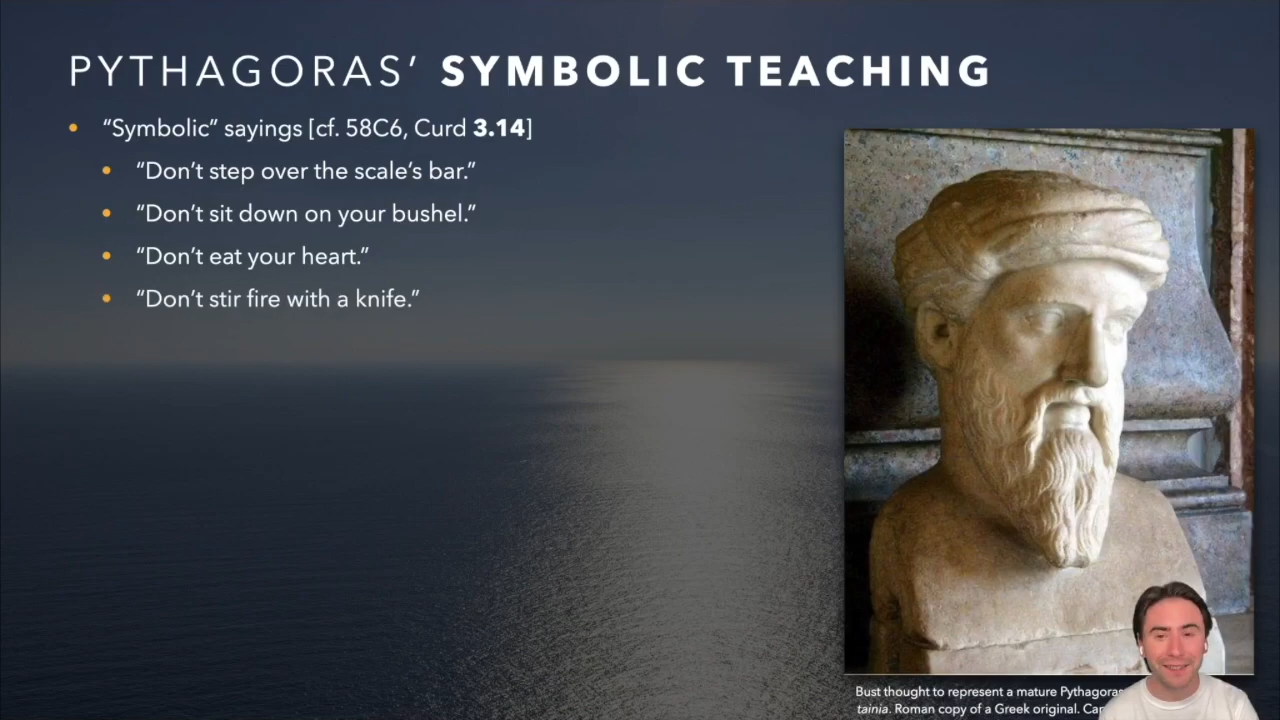 PYTHAGORAS’ SYMBOLIC TEACHING
“Symbolic” sayings [cf. 58C6, Curd 3.14]
“Don’t step over the scale’s bar.”
“Don’t sit down on your bushel.”
“Don’t eat your heart.”
“Don’t stir fire with a knife.”
Bust thought to represent a mature Pythagoras
tainia. Roman copy of a Greek original.